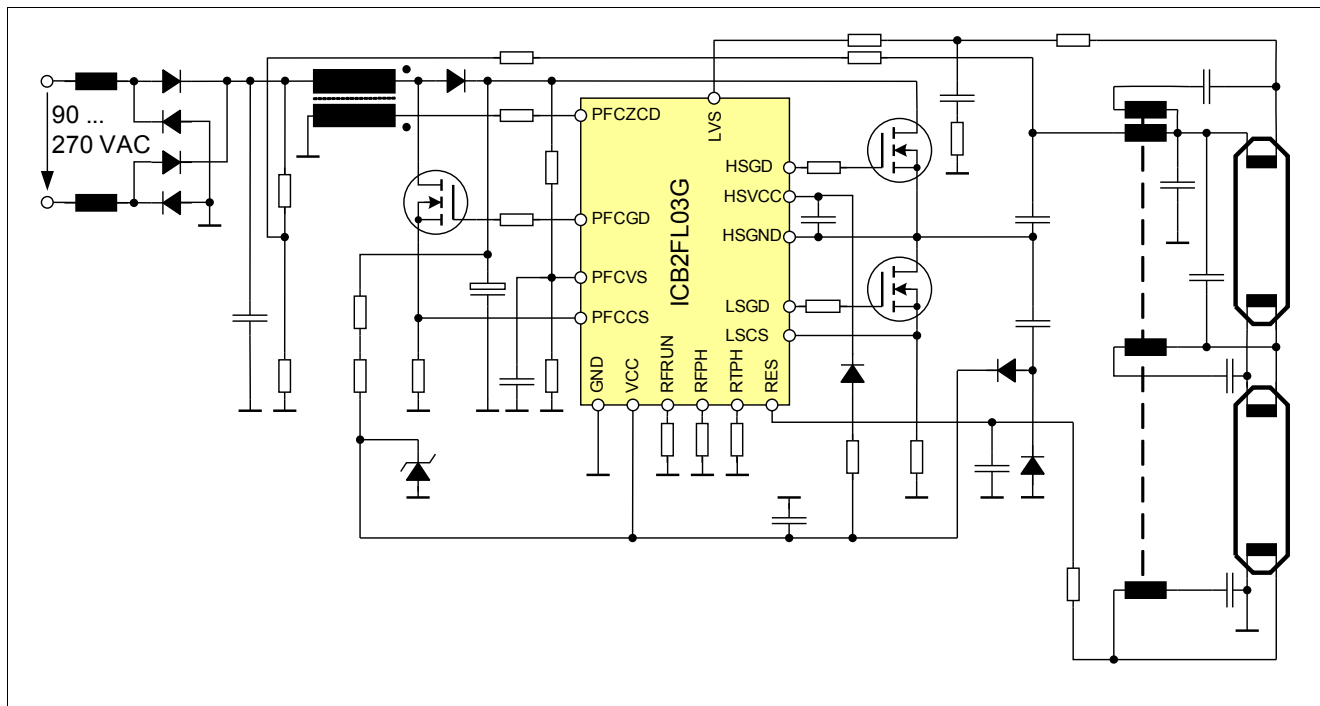 90 ...
270 VAC
PFCZCD
LVS
HSGD
HSVCC
PFCGD
HSGND
ICB2FL03G
PFCVS
LSGD
PFCCS
LSCS
GND
VCC
RFRUN
RFPH
RTPH
RES